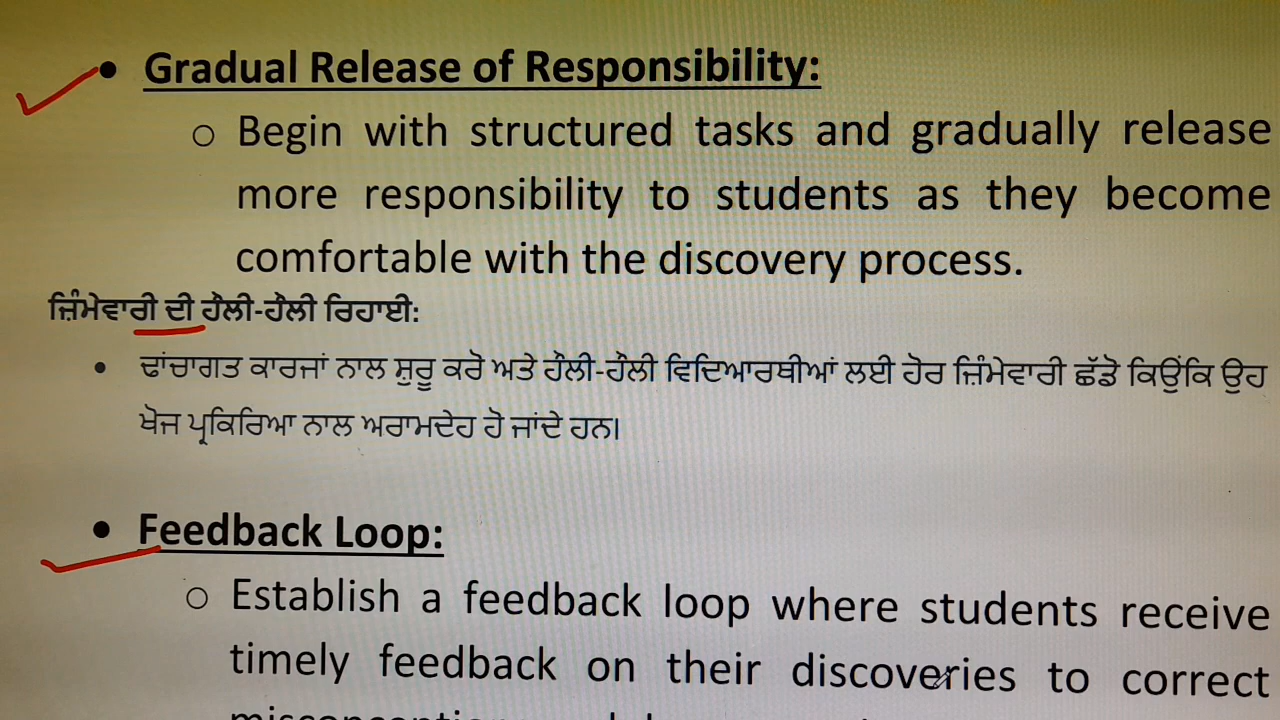 • Gradual Release of Responsibility:
o Begin with structured tasks and gradually release
more responsibility to students as they become
comfortable with the discovery process.
ਜ਼ਿੰਮੇਵਾਰੀ ਦੀ ਹੌਲੀ-ਹੌਲੀ ਰਿਹਾਈ:
• ਢਾਂਚਾਗਤ ਕਾਰਜਾਂ ਨਾਲ ਸ਼ੁਰੂ ਕਰੋ ਅਤੇ ਹੌਲੀ-ਹੌਲੀ ਵਿਦਿਆਰਥੀਆਂ ਲਈ ਹੋਰ ਜ਼ਿੰਮੇਵਾਰੀ ਛੱਡੋ ਕਿਉਂਕਿ ਉਹ
ਖੋਜ ਪ੍ਰਕਿਰਿਆ ਨਾਲ ਅਰਾਮਦੇਹ ਹੋ ਜਾਂਦੇ ਹਨ।
• Feedback Loop:
o Establish a feedback loop where students receive
timely feedback on their discoveries to correct